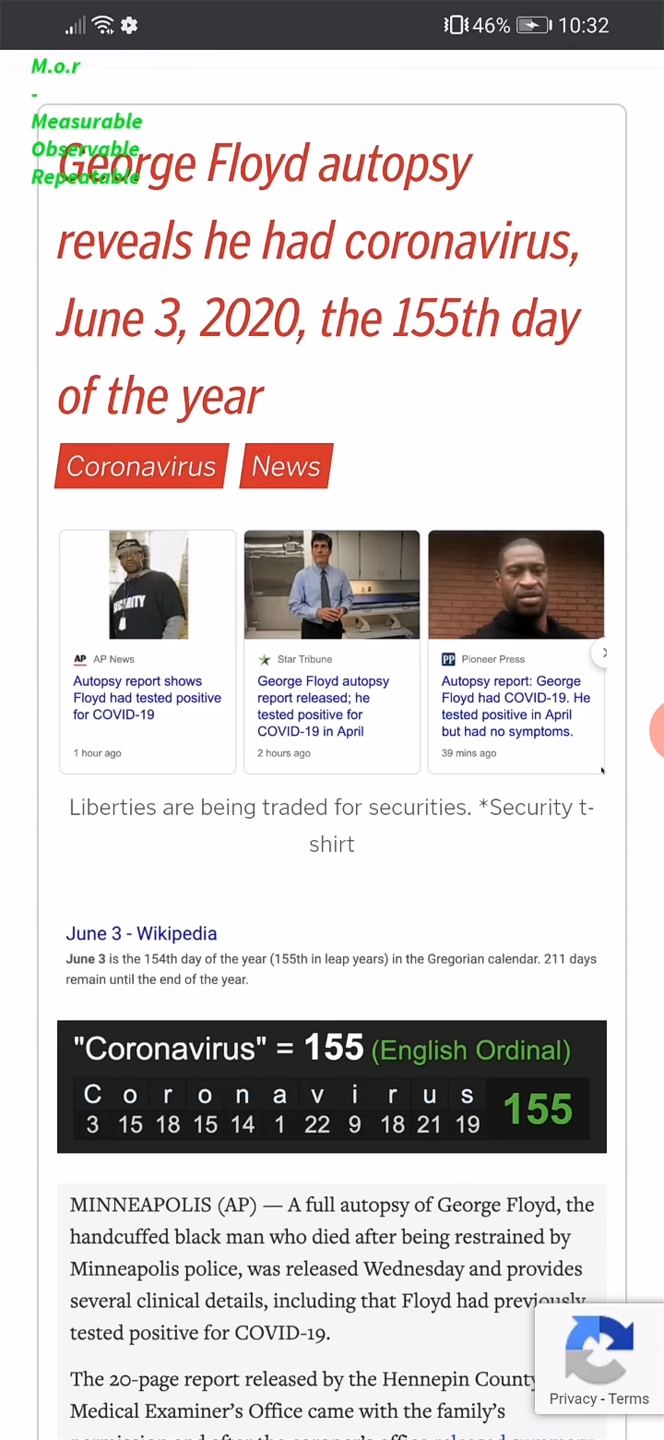 46% 10:32
M.o.r
-
Measurable
Observable
Repeatable
George Floyd autopsy
reveals he had coronavirus,
June 3, 2020, the 155th day
of the year
Coronavirus News
SECURITY
AP AP News
Autopsy report shows
Floyd had tested positive
for COVID-19
1 hour ago
Star Tribune
George Floyd autopsy
report released; he
tested positive for
COVID-19 in April
2 hours ago
PP Pioneer Press
Autopsy report: George
Floyd had COVID-19. He
tested positive in April
but had no symptoms.
39 mins ago
Liberties are being traded for securities. *Security t-
shirt
June 3 - Wikipedia
June 3 is the 154th day of the year (155th in leap years) in the Gregorian calendar. 211 days
remain until the end of the year.
"Coronavirus" = 155 (English Ordinal)
C o r o n a v i r u s
3 15 18 15 14 1 22 9 18 21 19 155
MINNEAPOLIS (AP) — A full autopsy of George Floyd, the
handcuffed black man who died after being restrained by
Minneapolis police, was released Wednesday and provides
several clinical details, including that Floyd had previously
tested positive for COVID-19.
The 20-page report released by the Hennepin County
Medical Examiner's Office came with the family's
Privacy - Terms